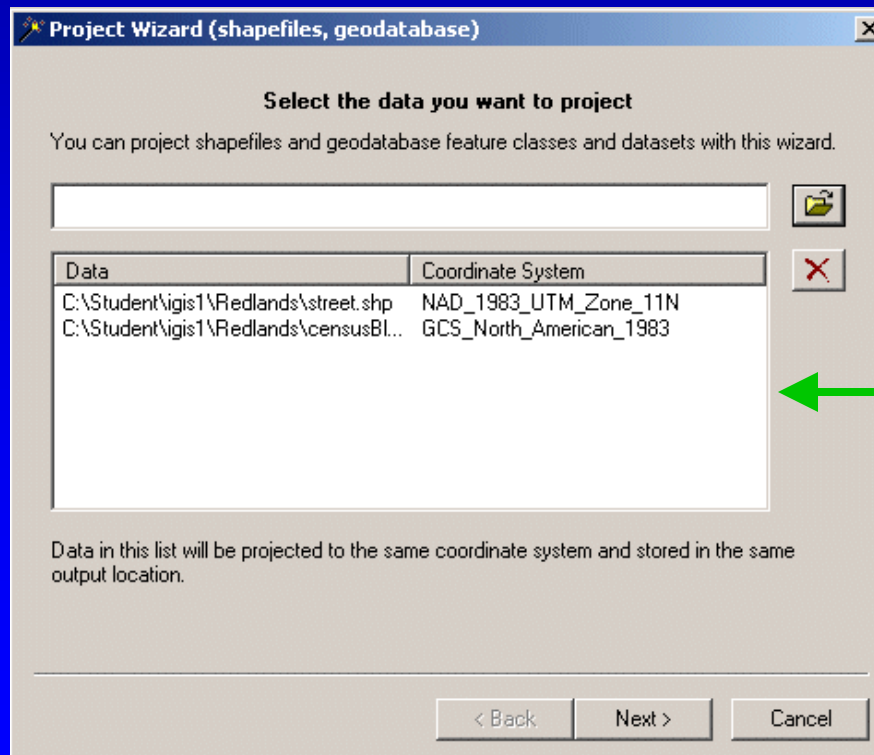 Project Wizard (shapefiles, geodatabase)
Select the data you want to project
You can project shapefiles and geodatabase feature classes and datasets with this wizard.
Data Coordinate System
C:\Student\igis1\Redlands\street.shp NAD_1983_UTM_Zone_11N
C:\Student\igis1\Redlands\censusBl... GCS_North_American_1983
Data in this list will be projected to the same coordinate system and stored in the same
output location.
< Back Next > Cancel